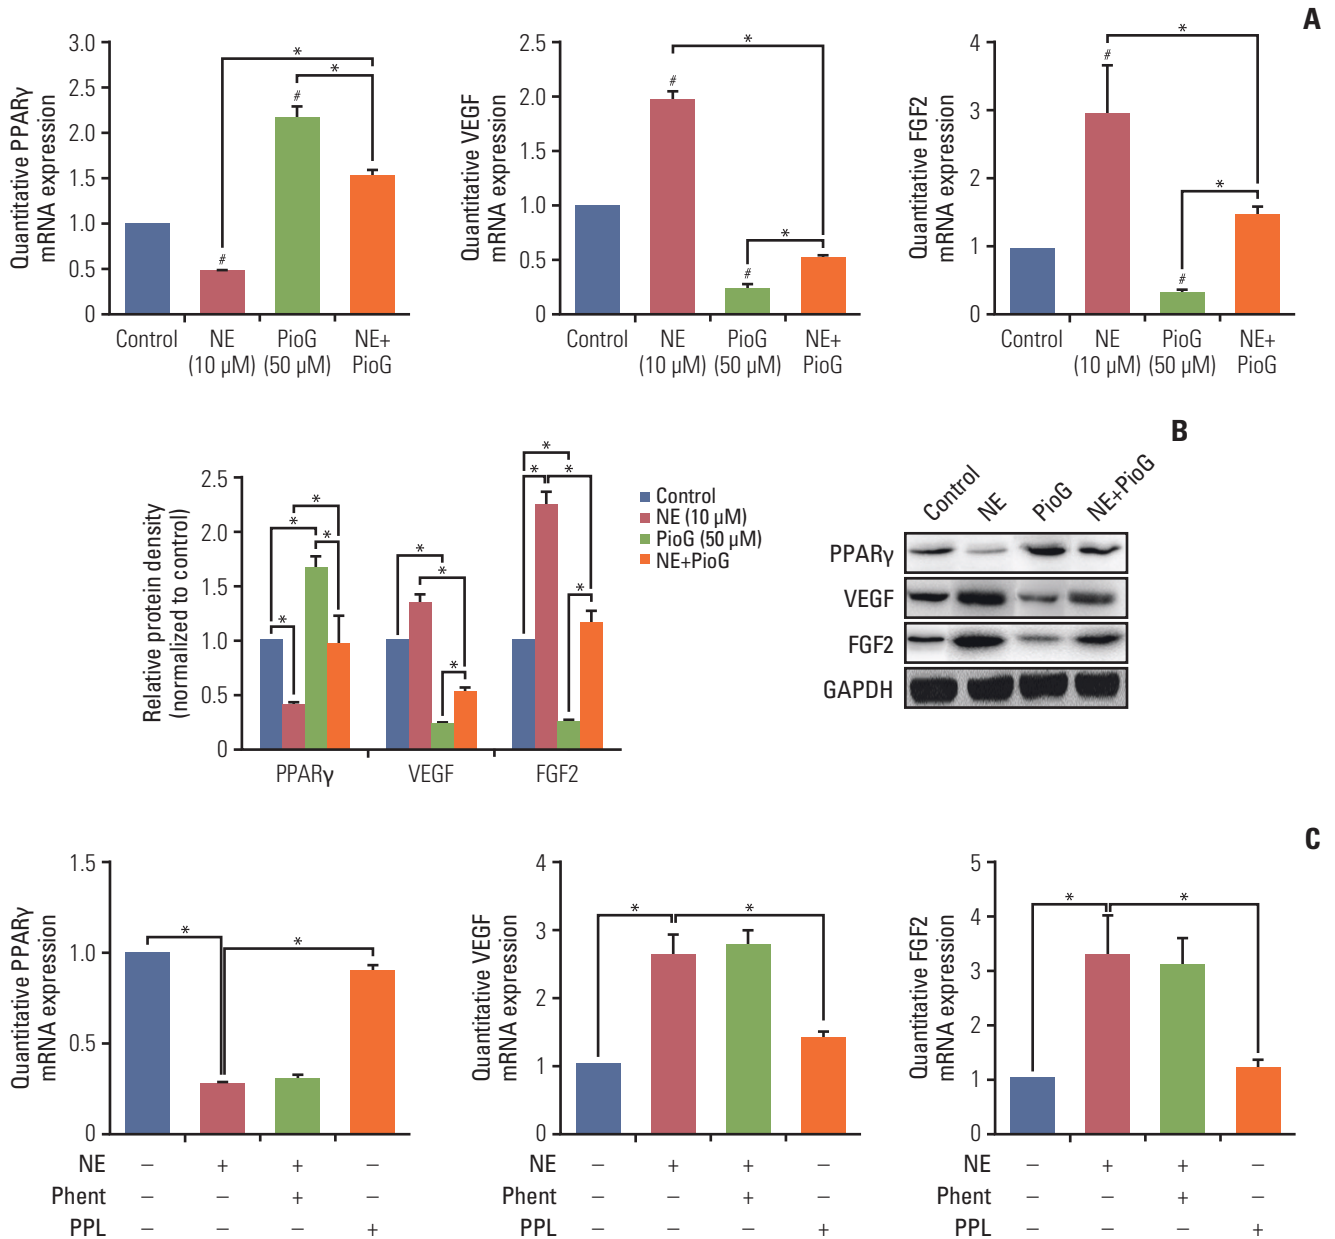 A
Quantitative PPARγ
mRNA expression
3.0
2.5
2.0
1.5
1.0
0.5
0
*
*
#
#
Control
NE
(10 µM)
PioG
(50 µM)
NE+
PioG
Quantitative VEGF
mRNA expression
2.5
2.0
1.5
1.0
0.5
0
*
#
*
#
Control
NE
(10 µM)
PioG
(50 µM)
NE+
PioG
Quantitative FGF2
mRNA expression
4
3
2
1
0
*
#
*
#
Control
NE
(10 µM)
PioG
(50 µM)
NE+
PioG
B
Relative protein density
(normalized to control)
2.5
2.0
1.5
1.0
0.5
0
*
*
*
*
*
*
*
*
*
*
*
PPARγ
VEGF
FGF2
Control
NE (10 µM)
PioG (50 µM)
NE+PioG
Control
NE
PioG
NE+PioG
PPARγ
VEGF
FGF2
GAPDH
C
Quantitative PPARγ
mRNA expression
1.5
1.0
0.5
0
*
*
NE – + + –
Phent – – + –
PPL – – – +
Quantitative VEGF
mRNA expression
4
3
2
1
0
*
*
– + + –
– – + –
– – – +
Quantitative FGF2
mRNA expression
5
4
3
2
1
0
*
*
NE – + + –
Phent – – + –
PPL – – – +